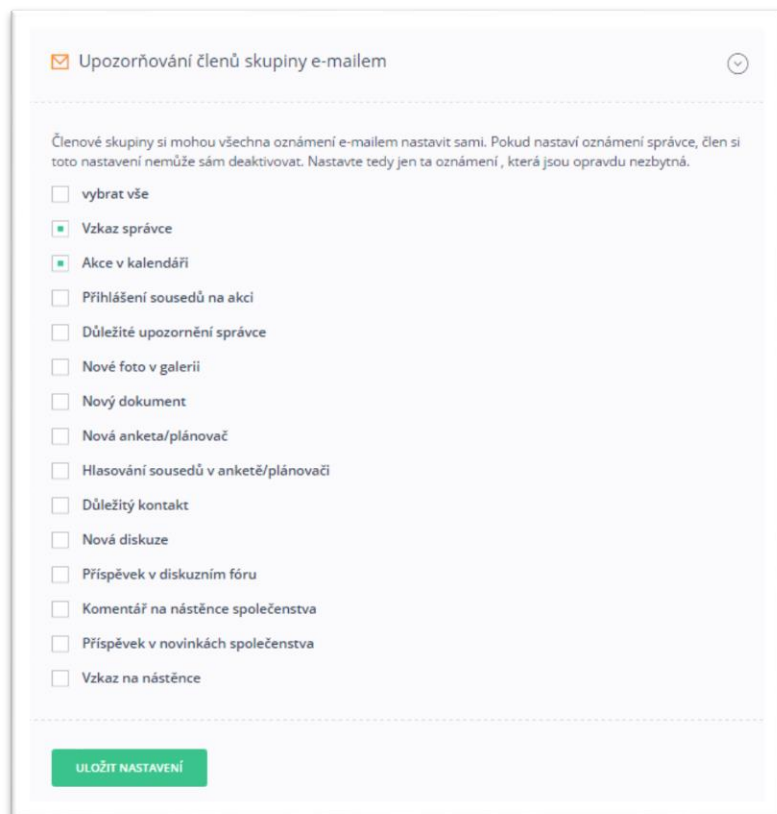 Upozorňování členů skupiny e-mailem
Členové skupiny si mohou všechna oznámení e-mailem nastavit sami. Pokud nastaví oznámení správce, člen si
toto nastavení nemůže sám deaktivovat. Nastavte tedy jen ta oznámení , která jsou opravdu nezbytná.
vybrat vše
Vzkaz správce
Akce v kalendáři
Přihlášení sousedů na akci
Důležité upozornění správce
Nové foto v galerii
Nový dokument
Nová anketa/plánovač
Hlasování sousedů v anketě/plánovači
Důležitý kontakt
Nová diskuze
Příspěvek v diskuzním fóru
Komentář na nástěnce společenstva
Příspěvek v novinkách společenstva
Vzkaz na nástěnce
ULOŽIT NASTAVENÍ